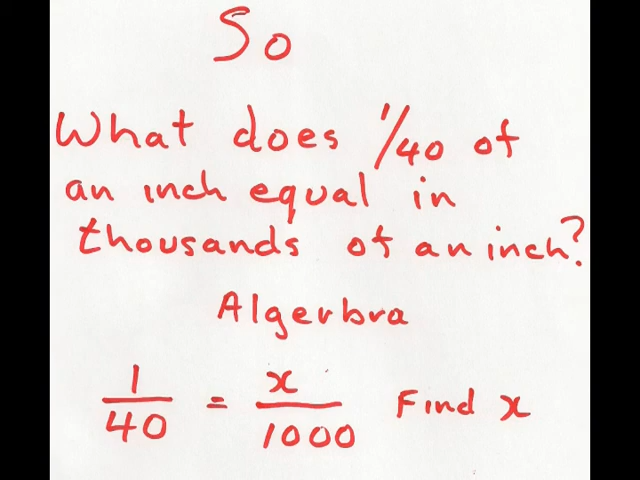 So
What does 1/40 of
an inch equal in
thousands of an inch?
Algerbra
1/40 = x/1000 Find x